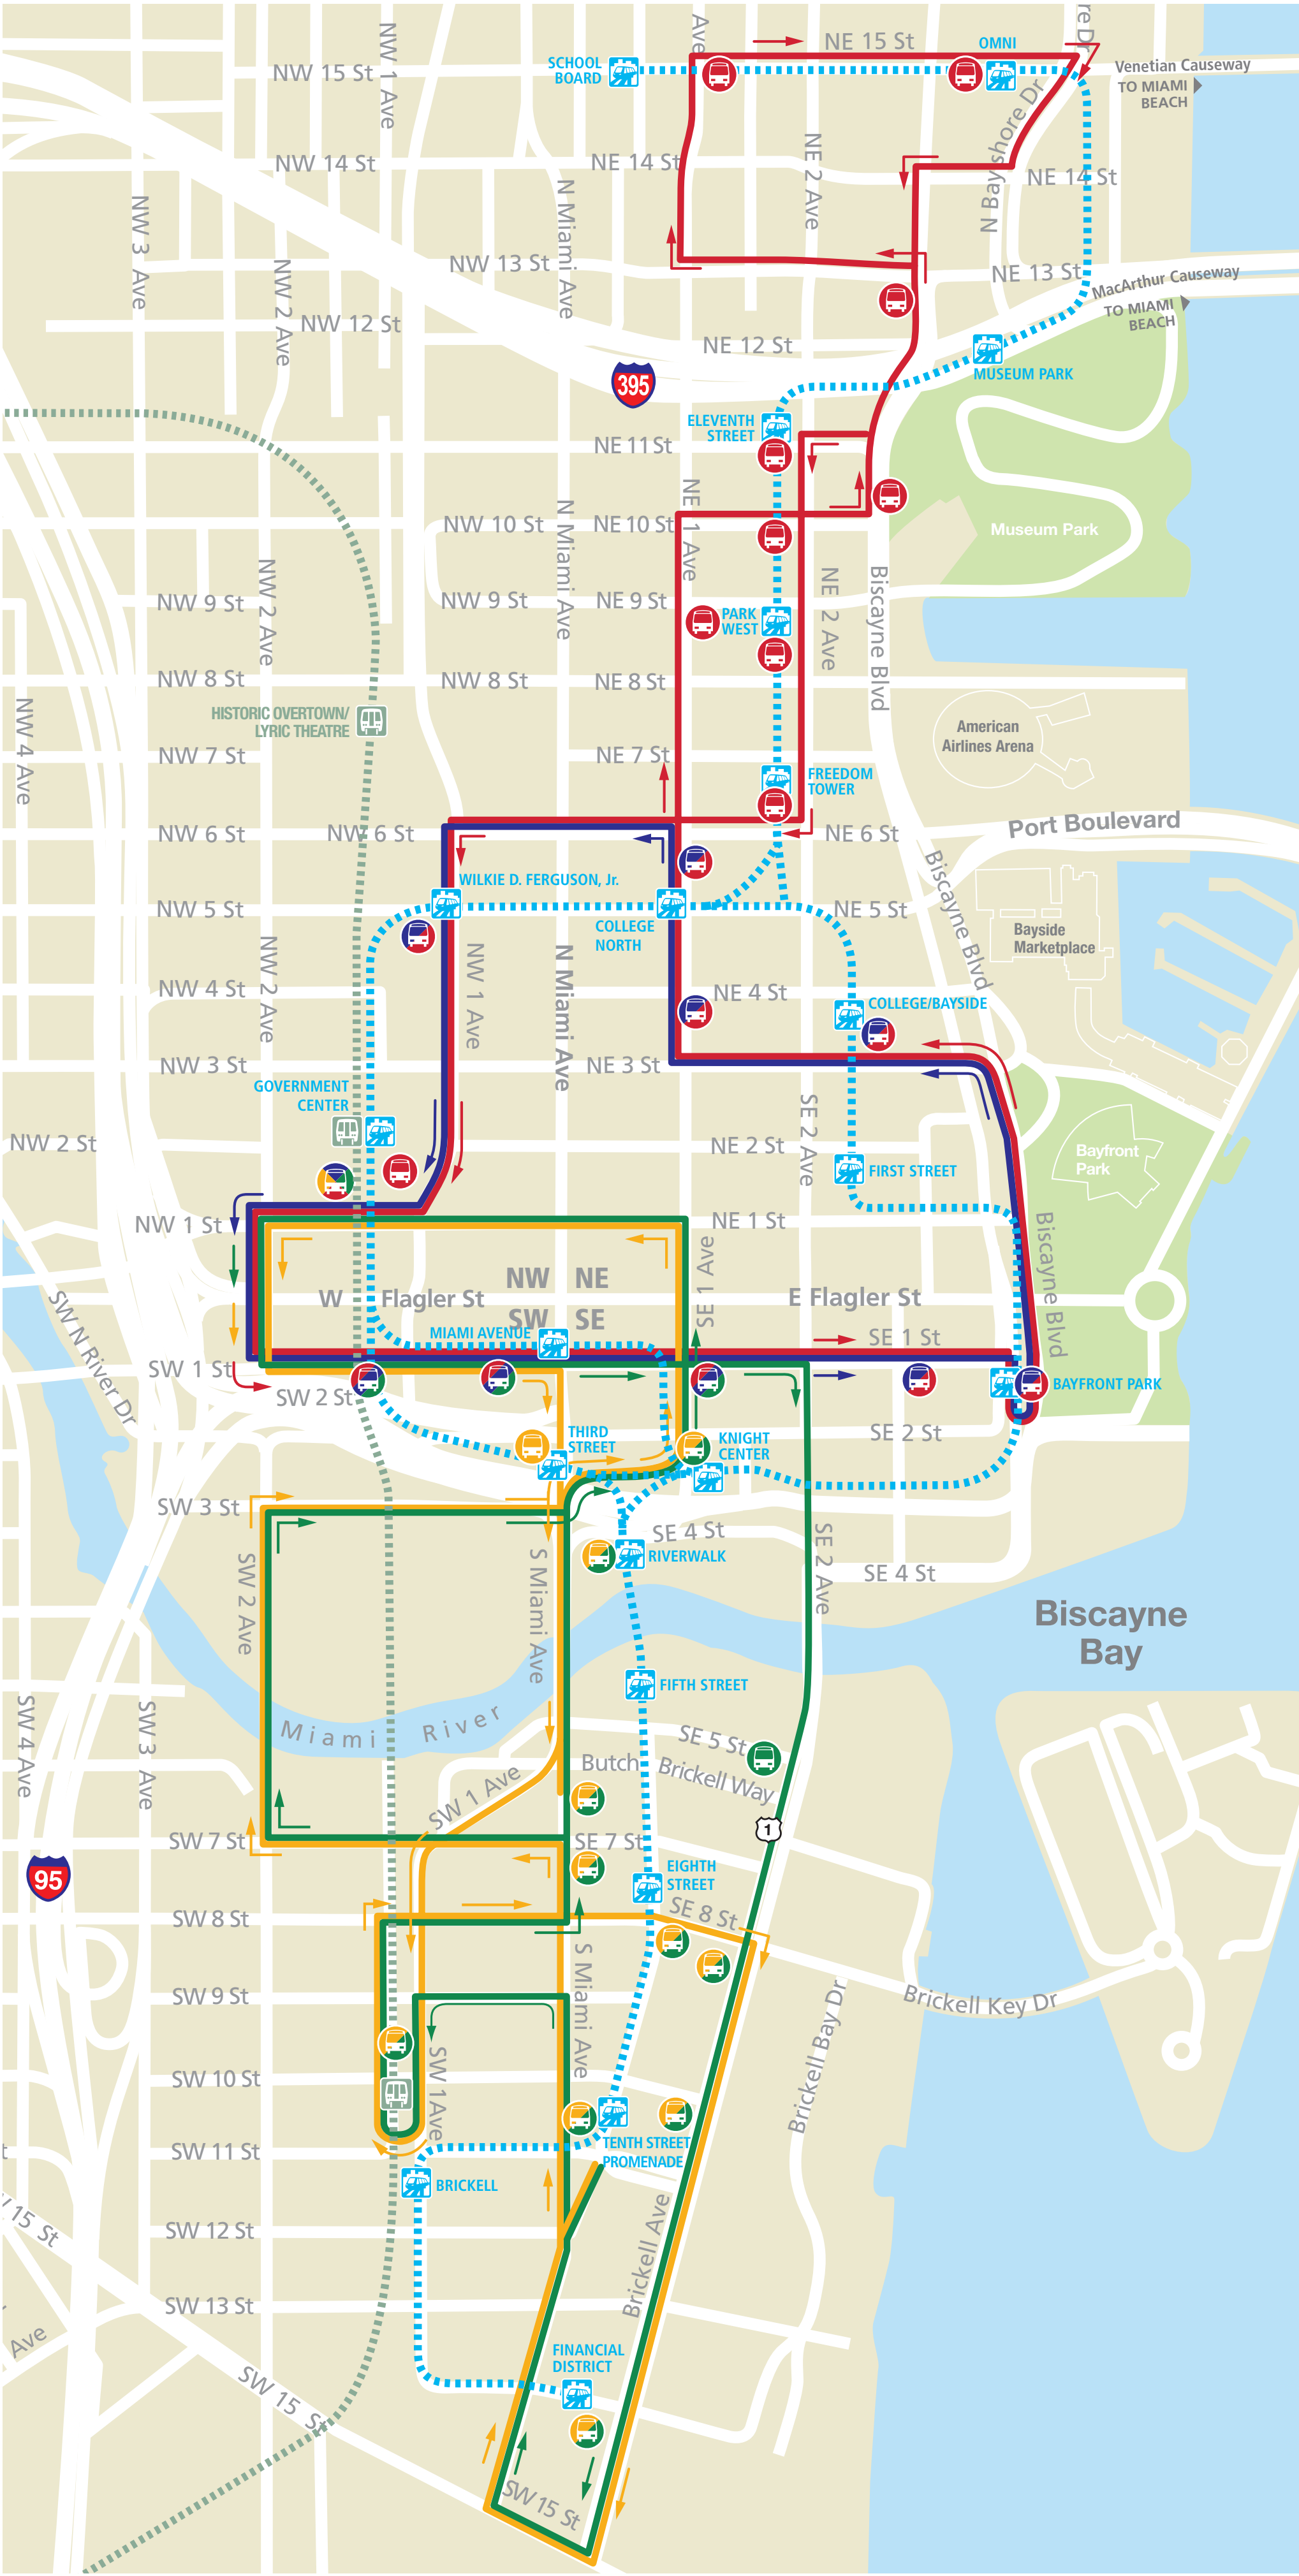 NW 1 Ave
Ave
re Dr
NE 15 St
OMNI
SCHOOL
BOARD
NW 15 St
Venetian Causeway
TO MIAMI
BEACH
N Bayshore Dr
NW 14 St
NE 14 St
NE 2 Ave
NE 14 St
NW 3 Ave
N Miami Ave
NW 2 Ave
NW 13 St
NE 13 St
MacArthur Causeway
TO MIAMI
BEACH
NW 12 St
NE 12 St
MUSEUM PARK
395
ELEVENTH
STREET
NE 11 St
NE 1 Ave
N Miami Ave
NW 10 St
NE 10 St
Museum Park
NW 2 Ave
NE 2 Ave
Biscayne Blvd
NW 9 St
NW 9 St
NE 9 St
PARK
WEST
NW 8 St
NW 8 St
NE 8 St
NW 4 Ave
HISTORIC OVERTOWN/
LYRIC THEATRE
American
Airlines Arena
NW 7 St
NE 7 St
FREEDOM
TOWER
NW 6 St
NW 6 St
NE 6 St
Port Boulevard
Biscayne Blvd
WILKIE D. FERGUSON, Jr.
NW 5 St
COLLEGE
NORTH
NE 5 St
Bayside
Marketplace
NW 2 Ave
NW 1 Ave
N Miami Ave
NW 4 St
NE 4 St
COLLEGE/BAYSIDE
NW 3 St
NE 3 St
GOVERNMENT
CENTER
SE 2 Ave
NW 2 St
NE 2 St
Bayfront
Park
FIRST STREET
NW 1 St
NE 1 St
SE 1 Ave
Biscayne Blvd
NW NE
W Flagler St
E Flagler St
SW SE
SW N River Dr
MIAMI AVENUE
SE 1 St
SW 1 St
SW 2 St
BAYFRONT PARK
THIRD
STREET
KNIGHT
CENTER
SE 2 St
SW 3 St
SE 4 St
RIVERWALK
SE 4 St
SW 2 Ave
S Miami Ave
SE 2 Ave
Biscayne
Bay
FIFTH STREET
SW 4 Ave
SW 3 Ave
Miami River
SE 5 St
Butch
Brickell Way
SW 1 Ave
1
SW 7 St
SE 7 St
95
EIGHTH
STREET
SW 8 St
SE 8 St
S Miami Ave
SW 9 St
Brickell Key Dr
Brickell Bay Dr
SW 10 St
SW 1 Ave
SW 11 St
TENTH STREET
PROMENADE
BRICKELL
15 St
SW 12 St
Brickell Ave
SW 13 St
Ave
FINANCIAL
DISTRICT
SW 15 St
SW 15 St